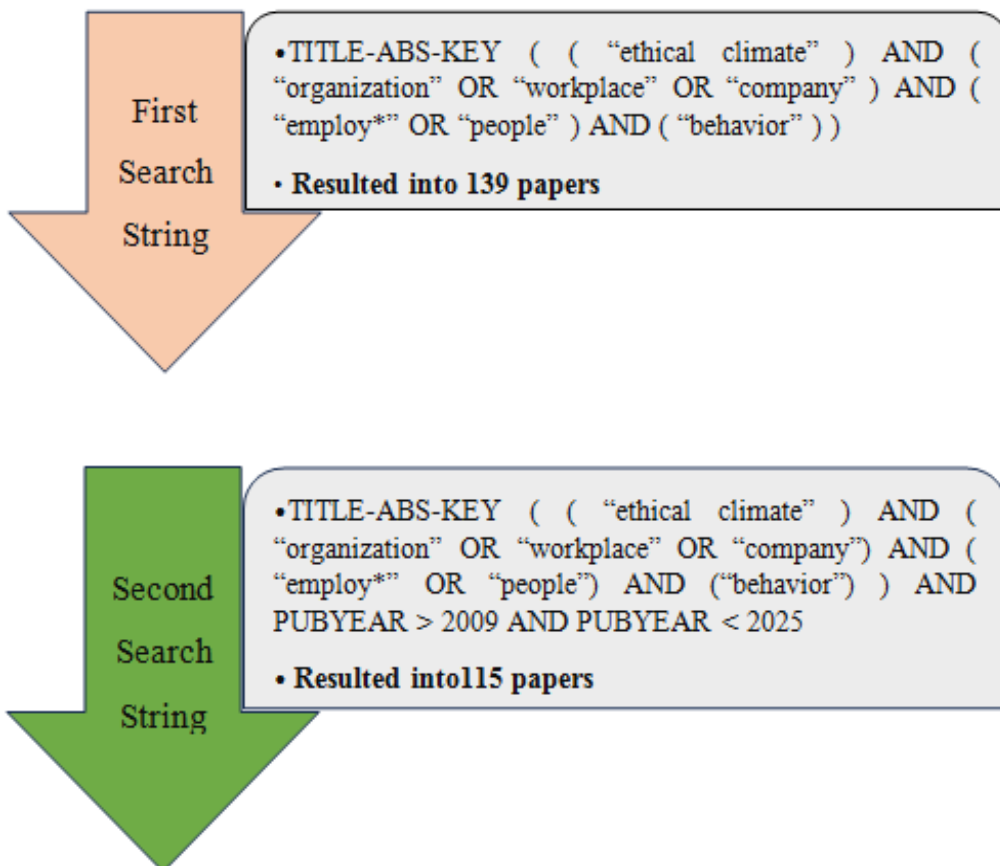 First
Search
String
•TITLE-ABS-KEY ( ( “ethical climate” ) AND (
“organization” OR “workplace” OR “company” ) AND (
“employ*” OR “people” ) AND ( “behavior” ) )
• Resulted into 139 papers
Second
Search
String
•TITLE-ABS-KEY ( ( “ethical climate” ) AND (
“organization” OR “workplace” OR “company”) AND (
“employ*” OR “people”) AND (“behavior”) ) AND
PUBYEAR > 2009 AND PUBYEAR < 2025
• Resulted into115 papers